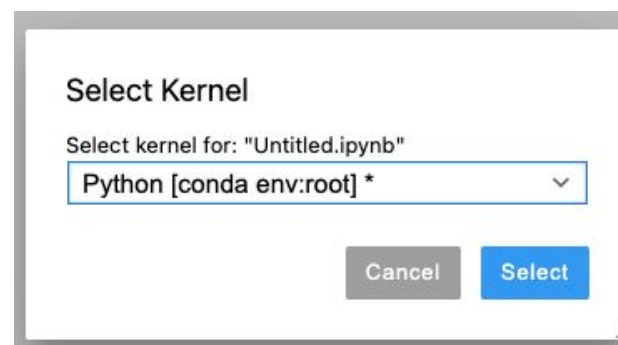 Select Kernel
Select kernel for: "Untitled.ipynb"
Python [conda env:root] *
Cancel Select